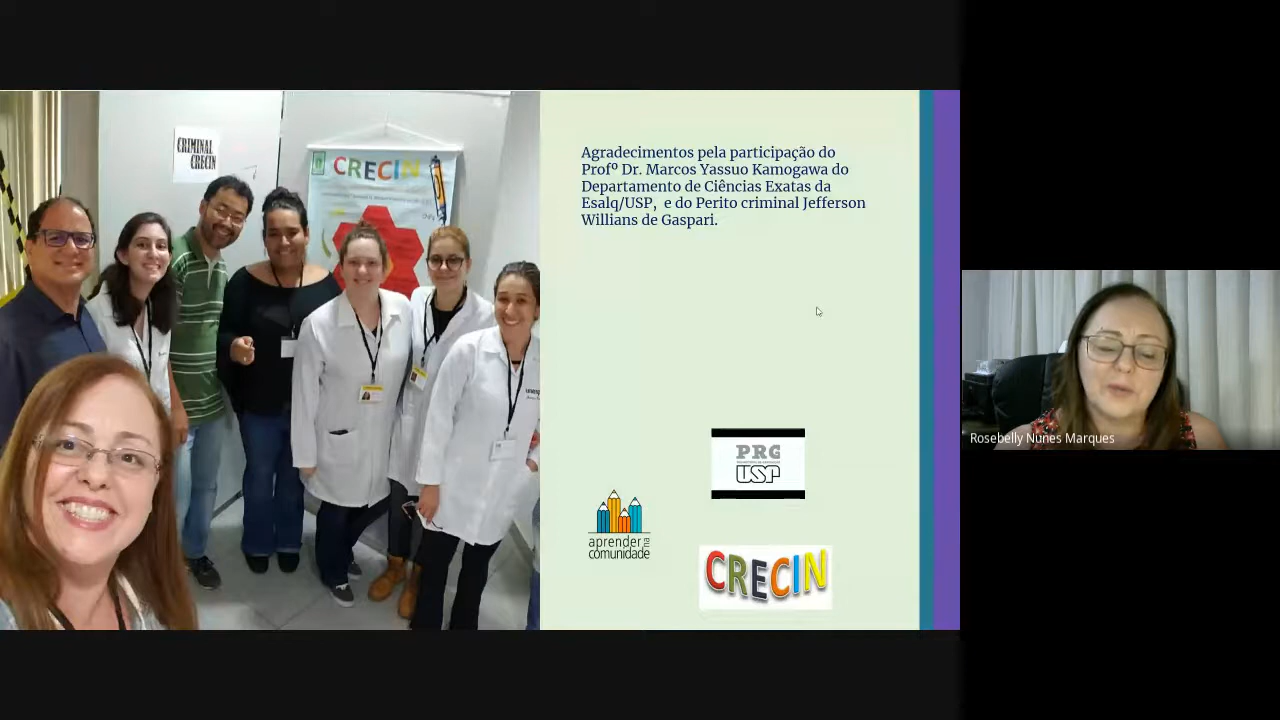 CRIMINAL
CRECIN
CRECIN
Agradecimentos pela participação do
Profº Dr. Marcos Yassuo Kamogawa do
Departamento de Ciências Exatas da
Esalq/USP, e do Perito criminal Jefferson
Willians de Gaspari.
PRG
USP
aprender na
comunidade
CRECIN
Rosebelly Nunes Marques